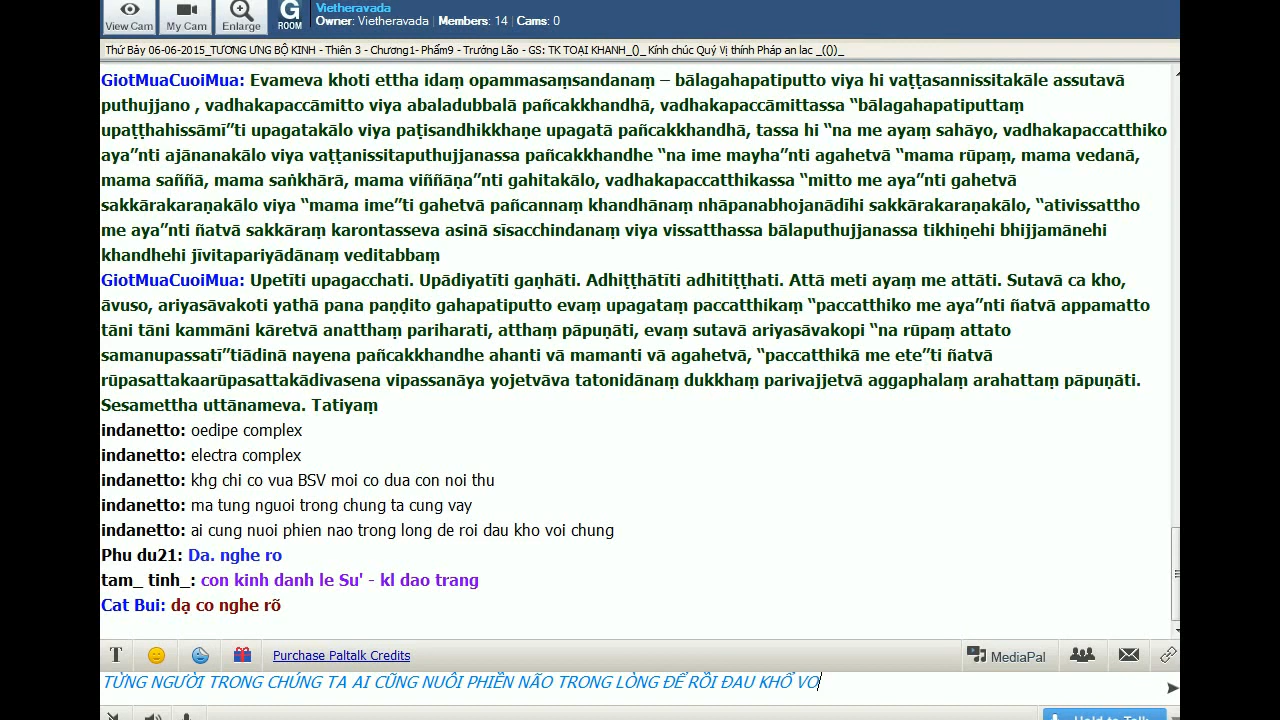 Vietheravada
View Cam My Cam Enlarge G ROOM Owner: Vietheravada | Members: 14 | Cams: 0
Thứ Bảy 06-06-2015_TƯƠNG ƯNG BỘ KINH - Thiên 3 - Chương1- Phẩm9 - Trưởng Lão - GS: TK TOẠI KHANH_()_ Kính chúc Quý Vị thính Pháp an lac _(())_
GiotMuaCuoiMua: Evameva khoti ettha idaṃ opammasaṃsandanaṃ – bālagahapatiputto viya hi vaṭṭasannissitakāle assutavā
puthujjano , vadhakapaccāmitto viya abaladubbalā pañcakkhandhā, vadhakapaccāmittassa “bālagahapatiputtaṃ
upaṭṭhahissāmī”ti upagatakālo viya paṭisandhikkhaṇe upagatā pañcakkhandhā, tassa hi “na me ayaṃ sahāyo, vadhakapaccatthiko
aya”nti ajānanakālo viya vaṭṭanissitaputhujjanassa pañcakkhandhe “na ime mayha”nti agahetvā “mama rūpaṃ, mama vedanā,
mama saññā, mama saṅkhārā, mama viññāṇa”nti gahitakālo, vadhakapaccatthikassa “mitto me aya”nti gahetvā
sakkārakaraṇakālo viya “mama ime”ti gahetvā pañcannaṃ khandhānaṃ nhāpanabhojanādīhi sakkārakaraṇakālo, “ativissattho
me aya”nti ñatvā sakkāraṃ karontasseva asinā sīsacchindanaṃ viya vissatthassa bālaputhujjanassa tikhiṇehi bhijjamānehi
khandhehi jīvitapariyādānaṃ veditabbaṃ
GiotMuaCuoiMua: Upetīti upagacchati. Upādiyatīti gaṇhāti. Adhiṭṭhātīti adhitiṭṭhati. Attā meti ayaṃ me attāti. Sutavā ca kho,
āvuso, ariyasāvakoti yathā pana paṇḍito gahapatiputto evaṃ upagataṃ paccatthikaṃ “paccatthiko me aya”nti ñatvā appamatto
tāni tāni kammāni kāretvā anatthaṃ pariharati, atthaṃ pāpuṇāti, evaṃ sutavā ariyasāvakopi “na rūpaṃ attato
samanupassatī”tiādinā nayena pañcakkhandhe ahanti vā mamanti vā agahetvā, “paccatthikā me ete”ti ñatvā
rūpasattakaarūpasattakādivasena vipassanāya yojetvāva tatonidānaṃ dukkhaṃ parivajjetvā aggaphalaṃ arahattaṃ pāpuṇāti.
Sesamettha uttānameva. Tatiyaṃ
indanetto: oedipe complex
indanetto: electra complex
indanetto: khg chi co vua BSV moi co dua con noi thu
indanetto: ma tung nguoi trong chung ta cung vay
indanetto: ai cung nuoi phien nao trong long de roi dau kho voi chung
Phu du21: Da. nghe ro
tam_ tinh_: con kinh danh le Su' - kl dao trang
Cat Bui: dạ co nghe rõ
T Purchase Paltalk Credits MediaPal
TỪNG NGƯỜI TRONG CHÚNG TA AI CŨNG NUÔI PHIỀN NÃO TRONG LÒNG ĐỂ RỒI ĐAU KHỔ VO
Hold to Talk